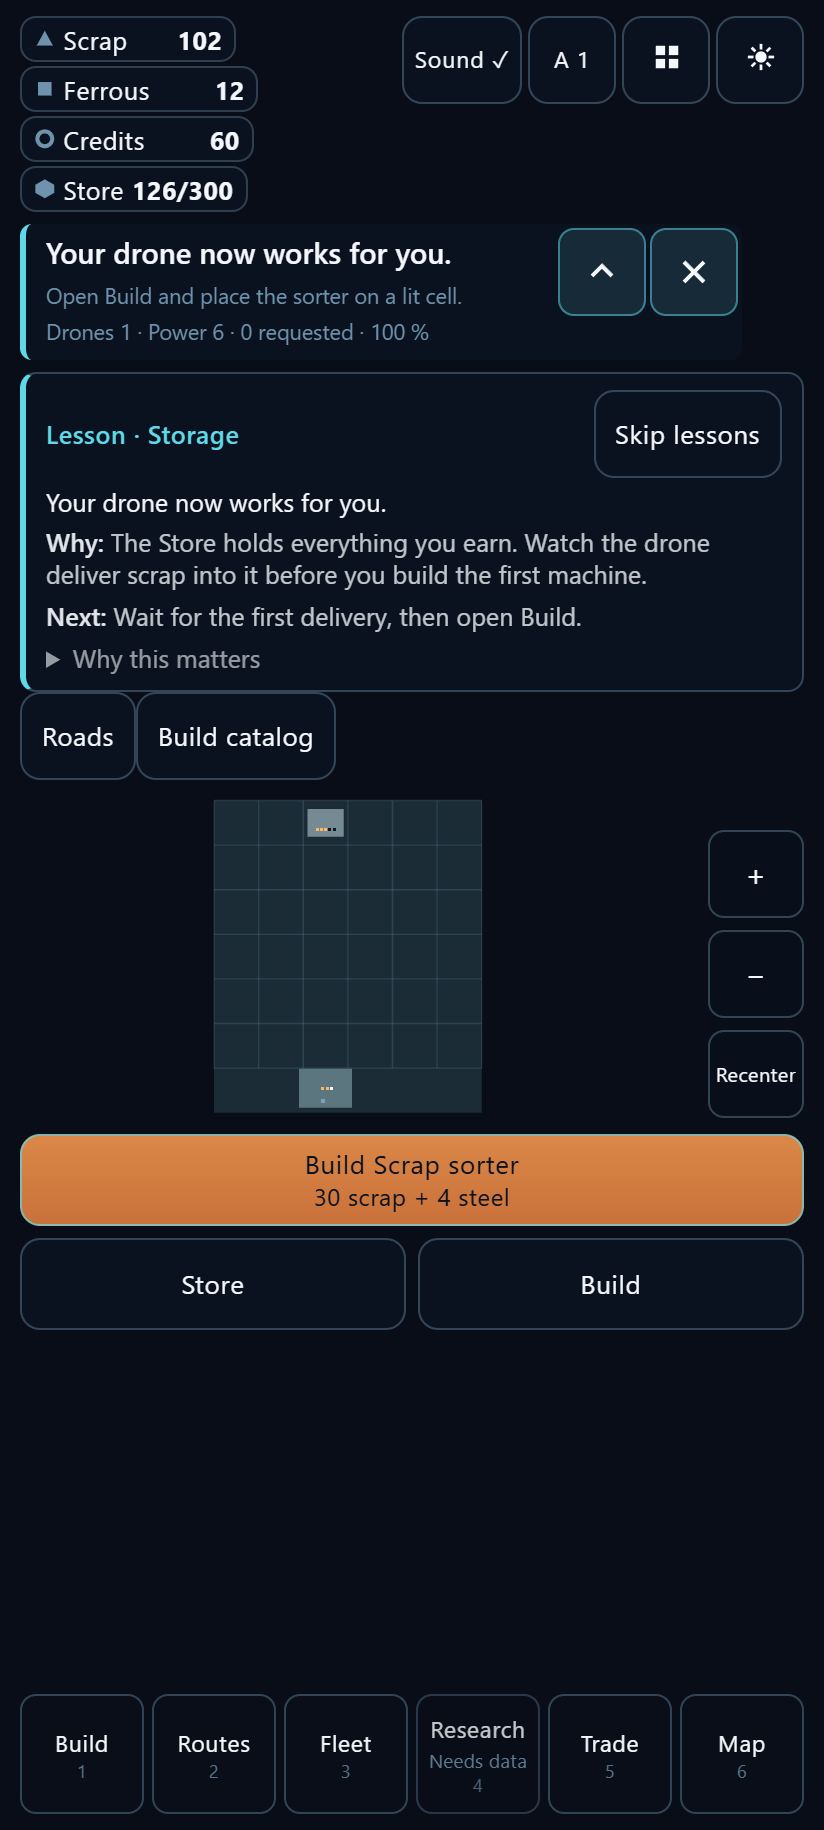 Scrap 102
Ferrous 12
Credits 60
Store 126/300
Sound ✓
A 1
Your drone now works for you.
Open Build and place the sorter on a lit cell.
Drones 1 · Power 6 · 0 requested · 100 %
Lesson · Storage
Skip lessons
Your drone now works for you.
Why: The Store holds everything you earn. Watch the drone
deliver scrap into it before you build the first machine.
Next: Wait for the first delivery, then open Build.
Why this matters
Roads
Build catalog
+
−
Recenter
Build Scrap sorter
30 scrap + 4 steel
Store
Build
Build
1
Routes
2
Fleet
3
Research
Needs data
4
Trade
5
Map
6